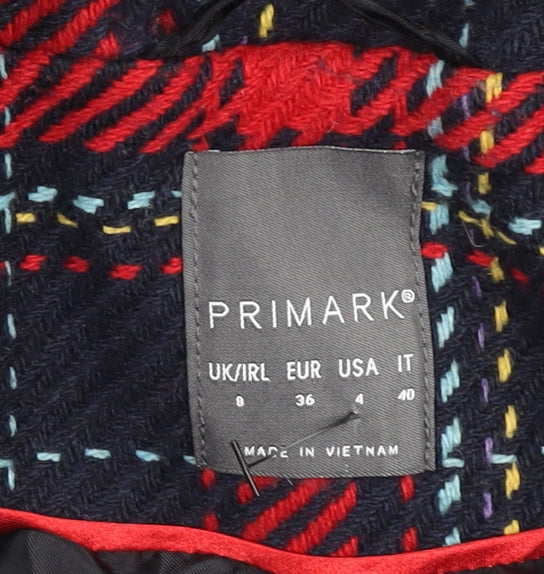 PRIMARK®
UK/IRL EUR USA IT
8 36 4 40
MADE IN VIETNAM